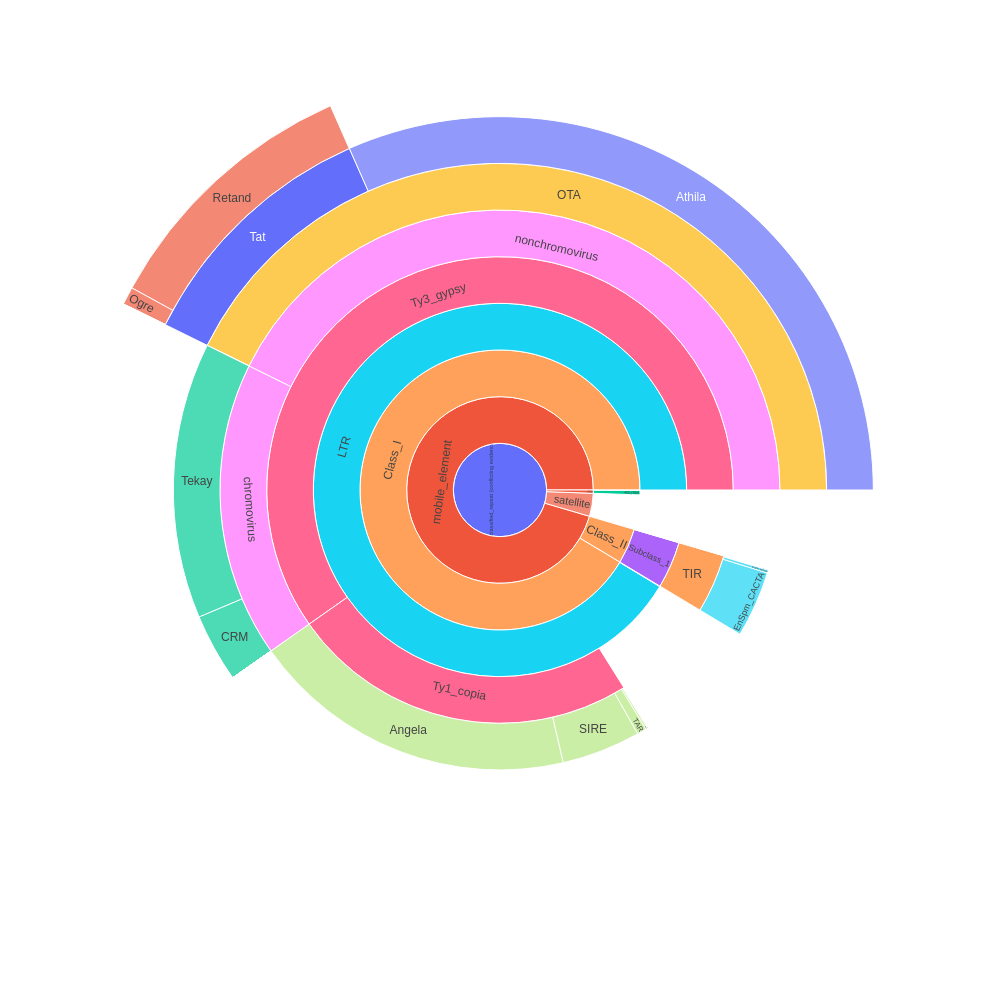 Athila
OTA
Retand
Tat
nonchromovirus
Ogre
Ty3_gypsy
LTR
Class_I
mobile_element
Tekay
chromovirus
satellite
Class_II
Subclass_1
TIR
EnSpm_CACTA
CRM
Ty1_copia
Angela
SIRE
TAR